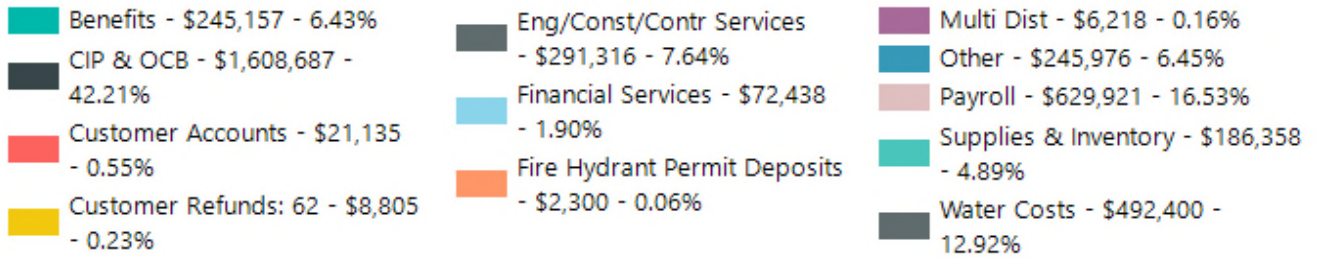 Benefits - $245,157 - 6.43%
CIP & OCB - $1,608,687 -
42.21%
Customer Accounts - $21,135
- 0.55%
Customer Refunds: 62 - $8,805
- 0.23%
Eng/Const/Contr Services
- $291,316 - 7.64%
Financial Services - $72,438
- 1.90%
Fire Hydrant Permit Deposits
- $2,300 - 0.06%
Multi Dist - $6,218 - 0.16%
Other - $245,976 - 6.45%
Payroll - $629,921 - 16.53%
Supplies & Inventory - $186,358
- 4.89%
Water Costs - $492,400 -
12.92%